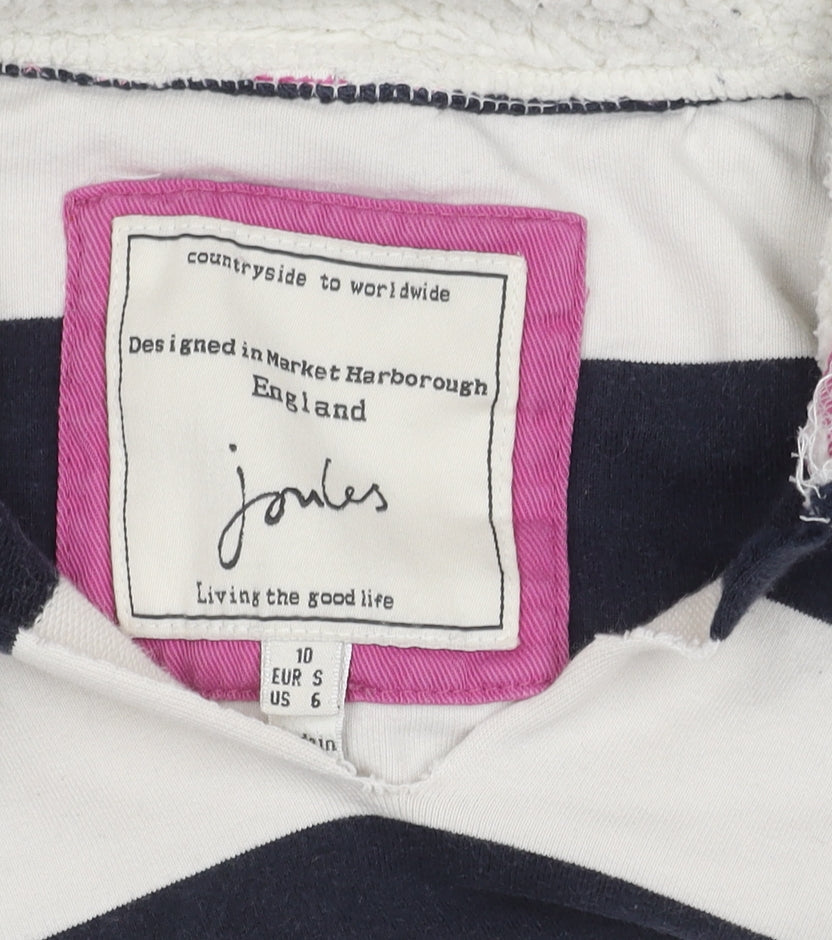 countryside to worldwide
Designed in Market Harborough
England
joules
Living the good life
10
EUR S
US 6